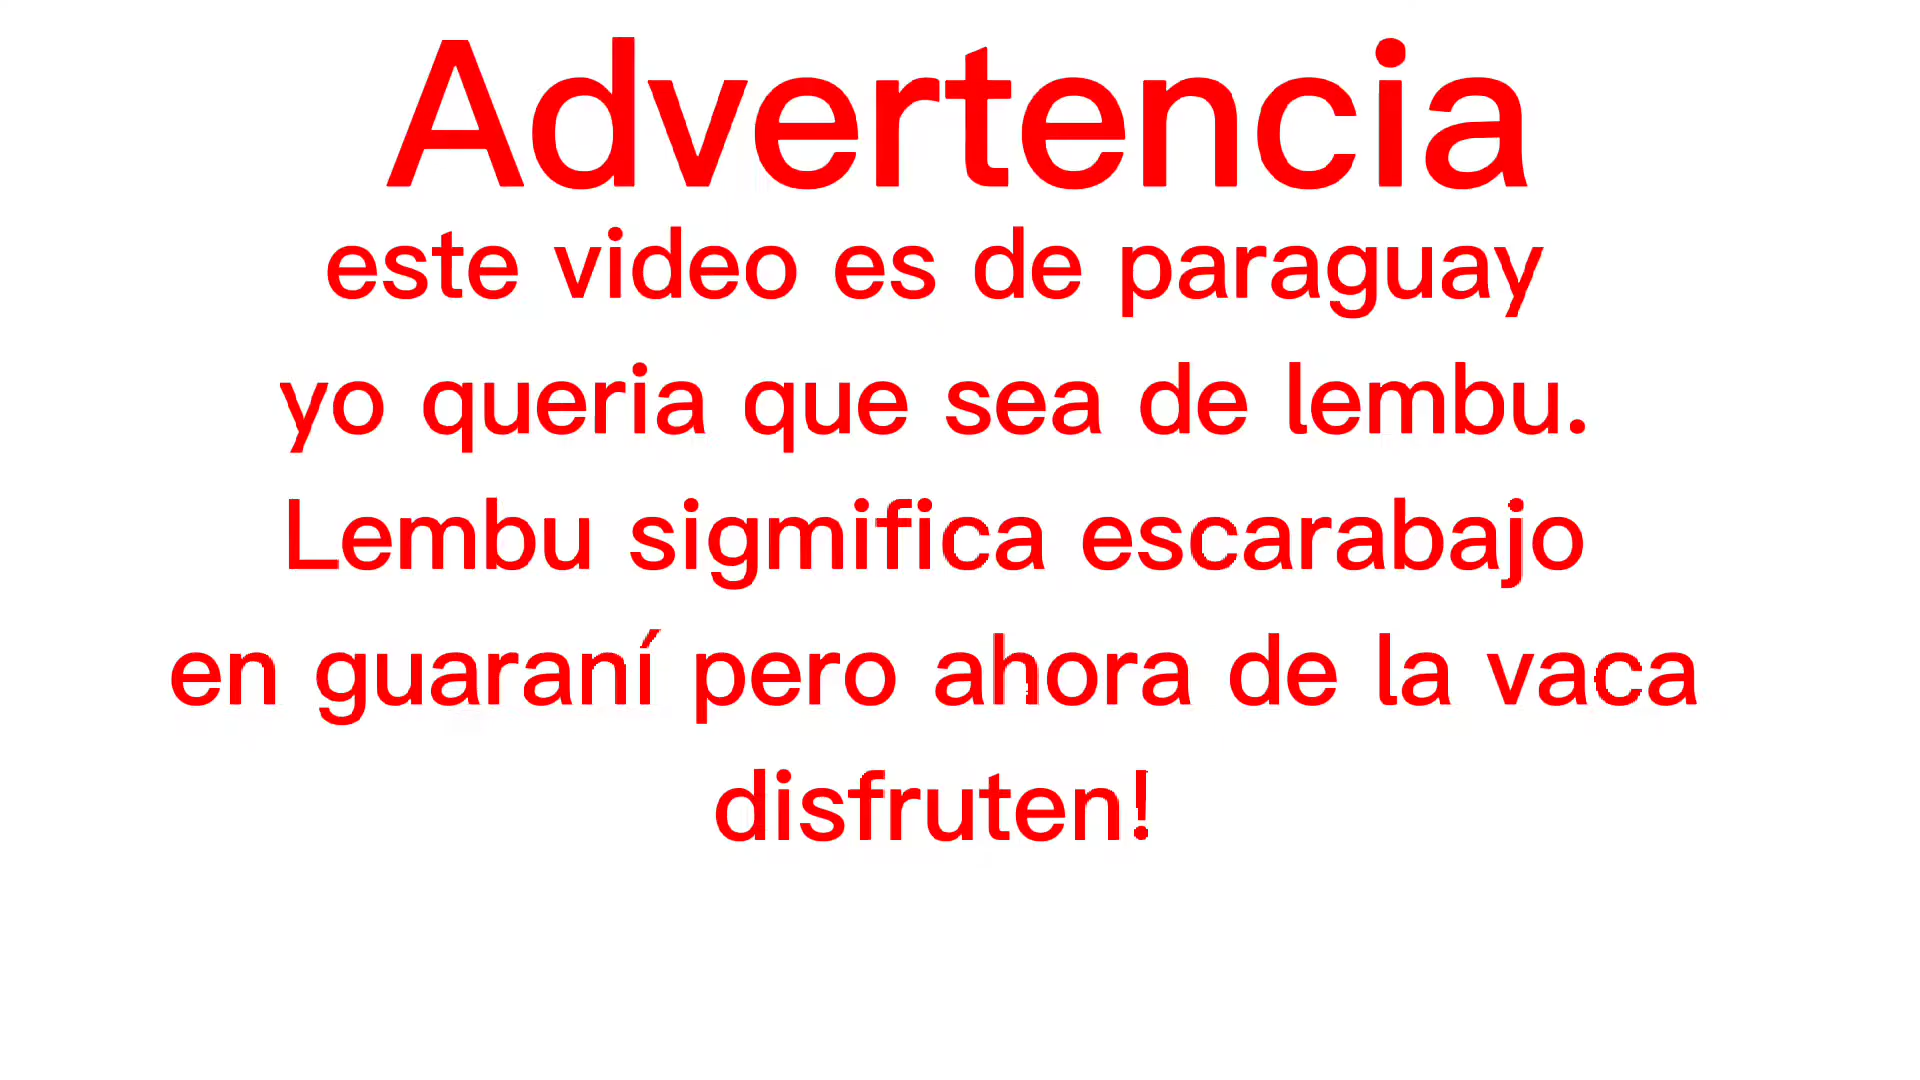 Advertencia
este video es de paraguay
yo queria que sea de lembu.
Lembu sigmifica escarabajo
en guaraní pero ahora de la vaca
disfruten!